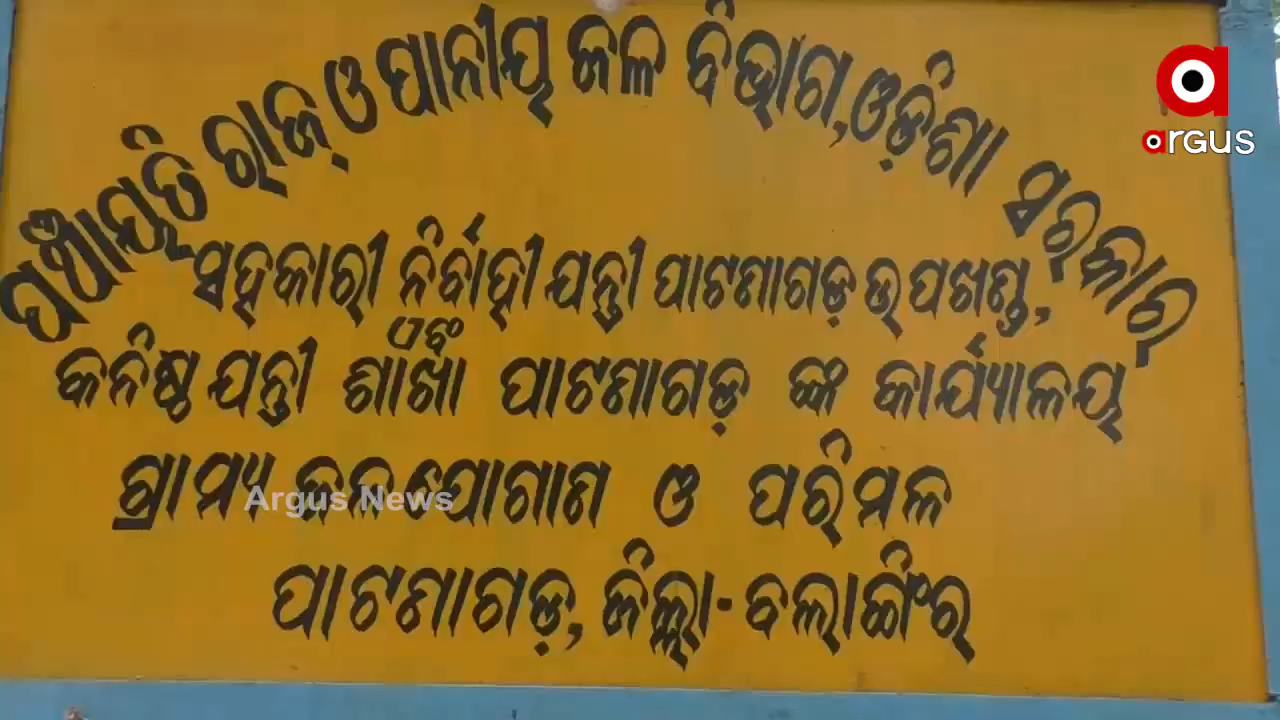 ପଞ୍ଚାୟତି ରାଜ୍ ଓ ପାନୀୟ ଜଳ ବିଭାଗ, ଓଡ଼ିଶା ସରକାର
ସହକାରୀ ନିର୍ବାହୀ ଯନ୍ତ୍ରୀ ପାଟଣାଗଡ଼ ଉପଖଣ୍ଡ,
ଏବଂ
କନିଷ୍ଠ ଯନ୍ତ୍ରୀ ଶାଖା ପାଟଣାଗଡ଼ ଙ୍କ କାର୍ଯ୍ୟାଳୟ
ଗ୍ରାମ୍ୟ ଜଳଯୋଗାଣ ଓ ପରିମଳ
ପାଟଣାଗଡ଼, ଜିଲ୍ଲା- ବଲାଙ୍ଗିର
argus
Argus News